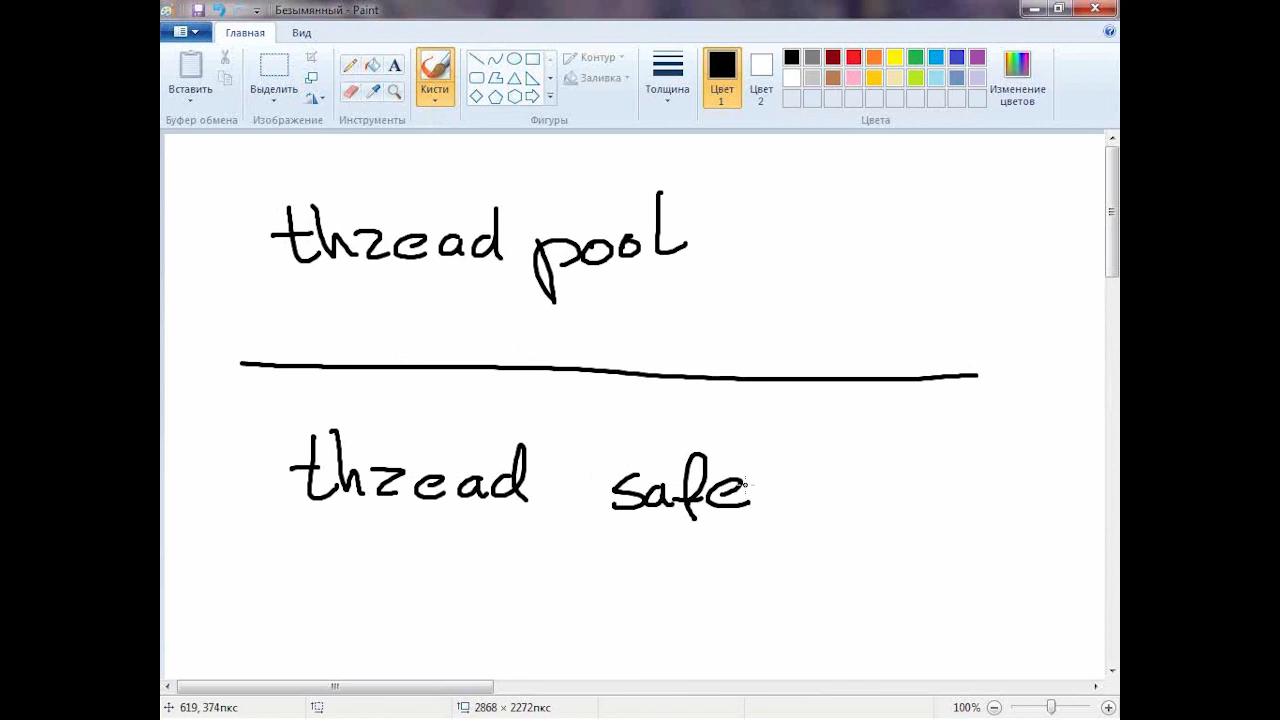 Безымянный - Paint
Главная Вид
Вставить
Выделить
Кисти
Контур
Заливка
Толщина
Цвет 1
Цвет 2
Изменение цветов
Буфер обмена Изображение Инструменты Фигуры Цвета
thread pool
thread safe
619, 374пкс 2868 × 2272пкс 100%